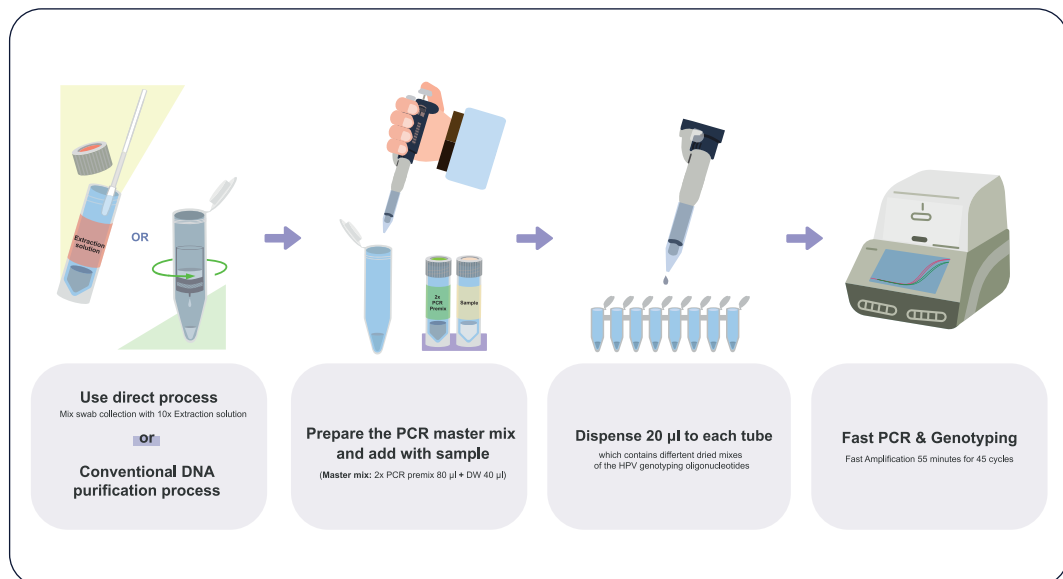 Extraction
solution
OR
2x
PCR
Premix
Sample
Use direct process
Mix swab collection with 10x Extraction solution
or
Conventional DNA
purification process
Prepare the PCR master mix
and add with sample
(Master mix: 2x PCR premix 80 µl + DW 40 µl)
Dispense 20 µl to each tube
which contains differtent dried mixes
of the HPV genotyping oligonucleotides
Fast PCR & Genotyping
Fast Amplification 55 minutes for 45 cycles